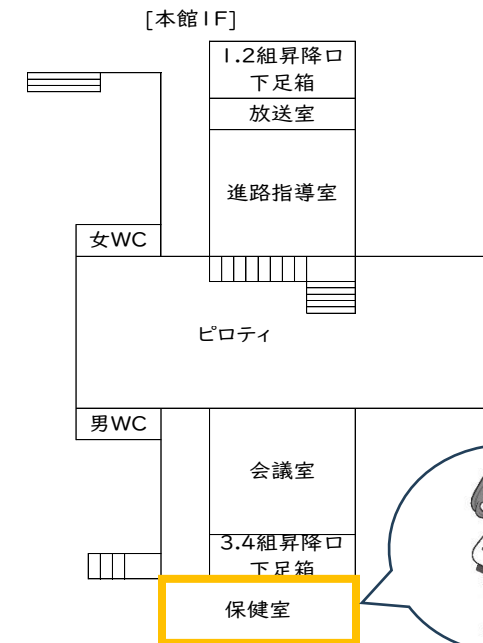 [本館1F]
1.2組昇降口
下足箱
放送室
進路指導室
女WC
ピロティ
男WC
会議室
3.4組昇降口
下足箱
保健室